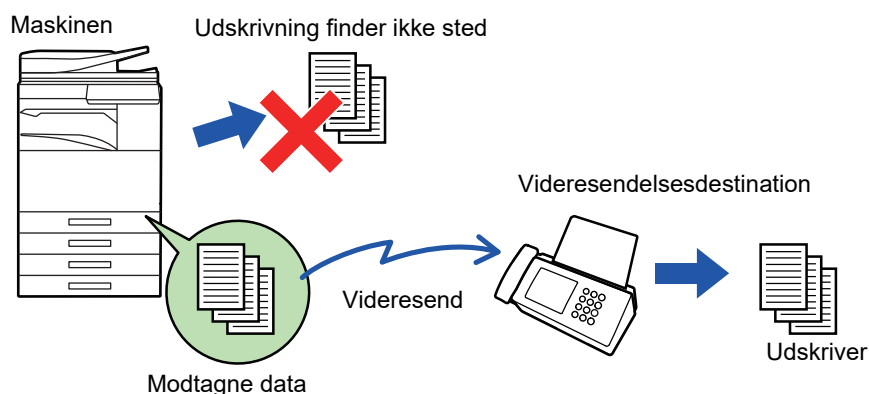 Maskinen
Udskrivning finder ikke sted
Videresendelsesdestination
Videresend
Udskriver
Modtagne data